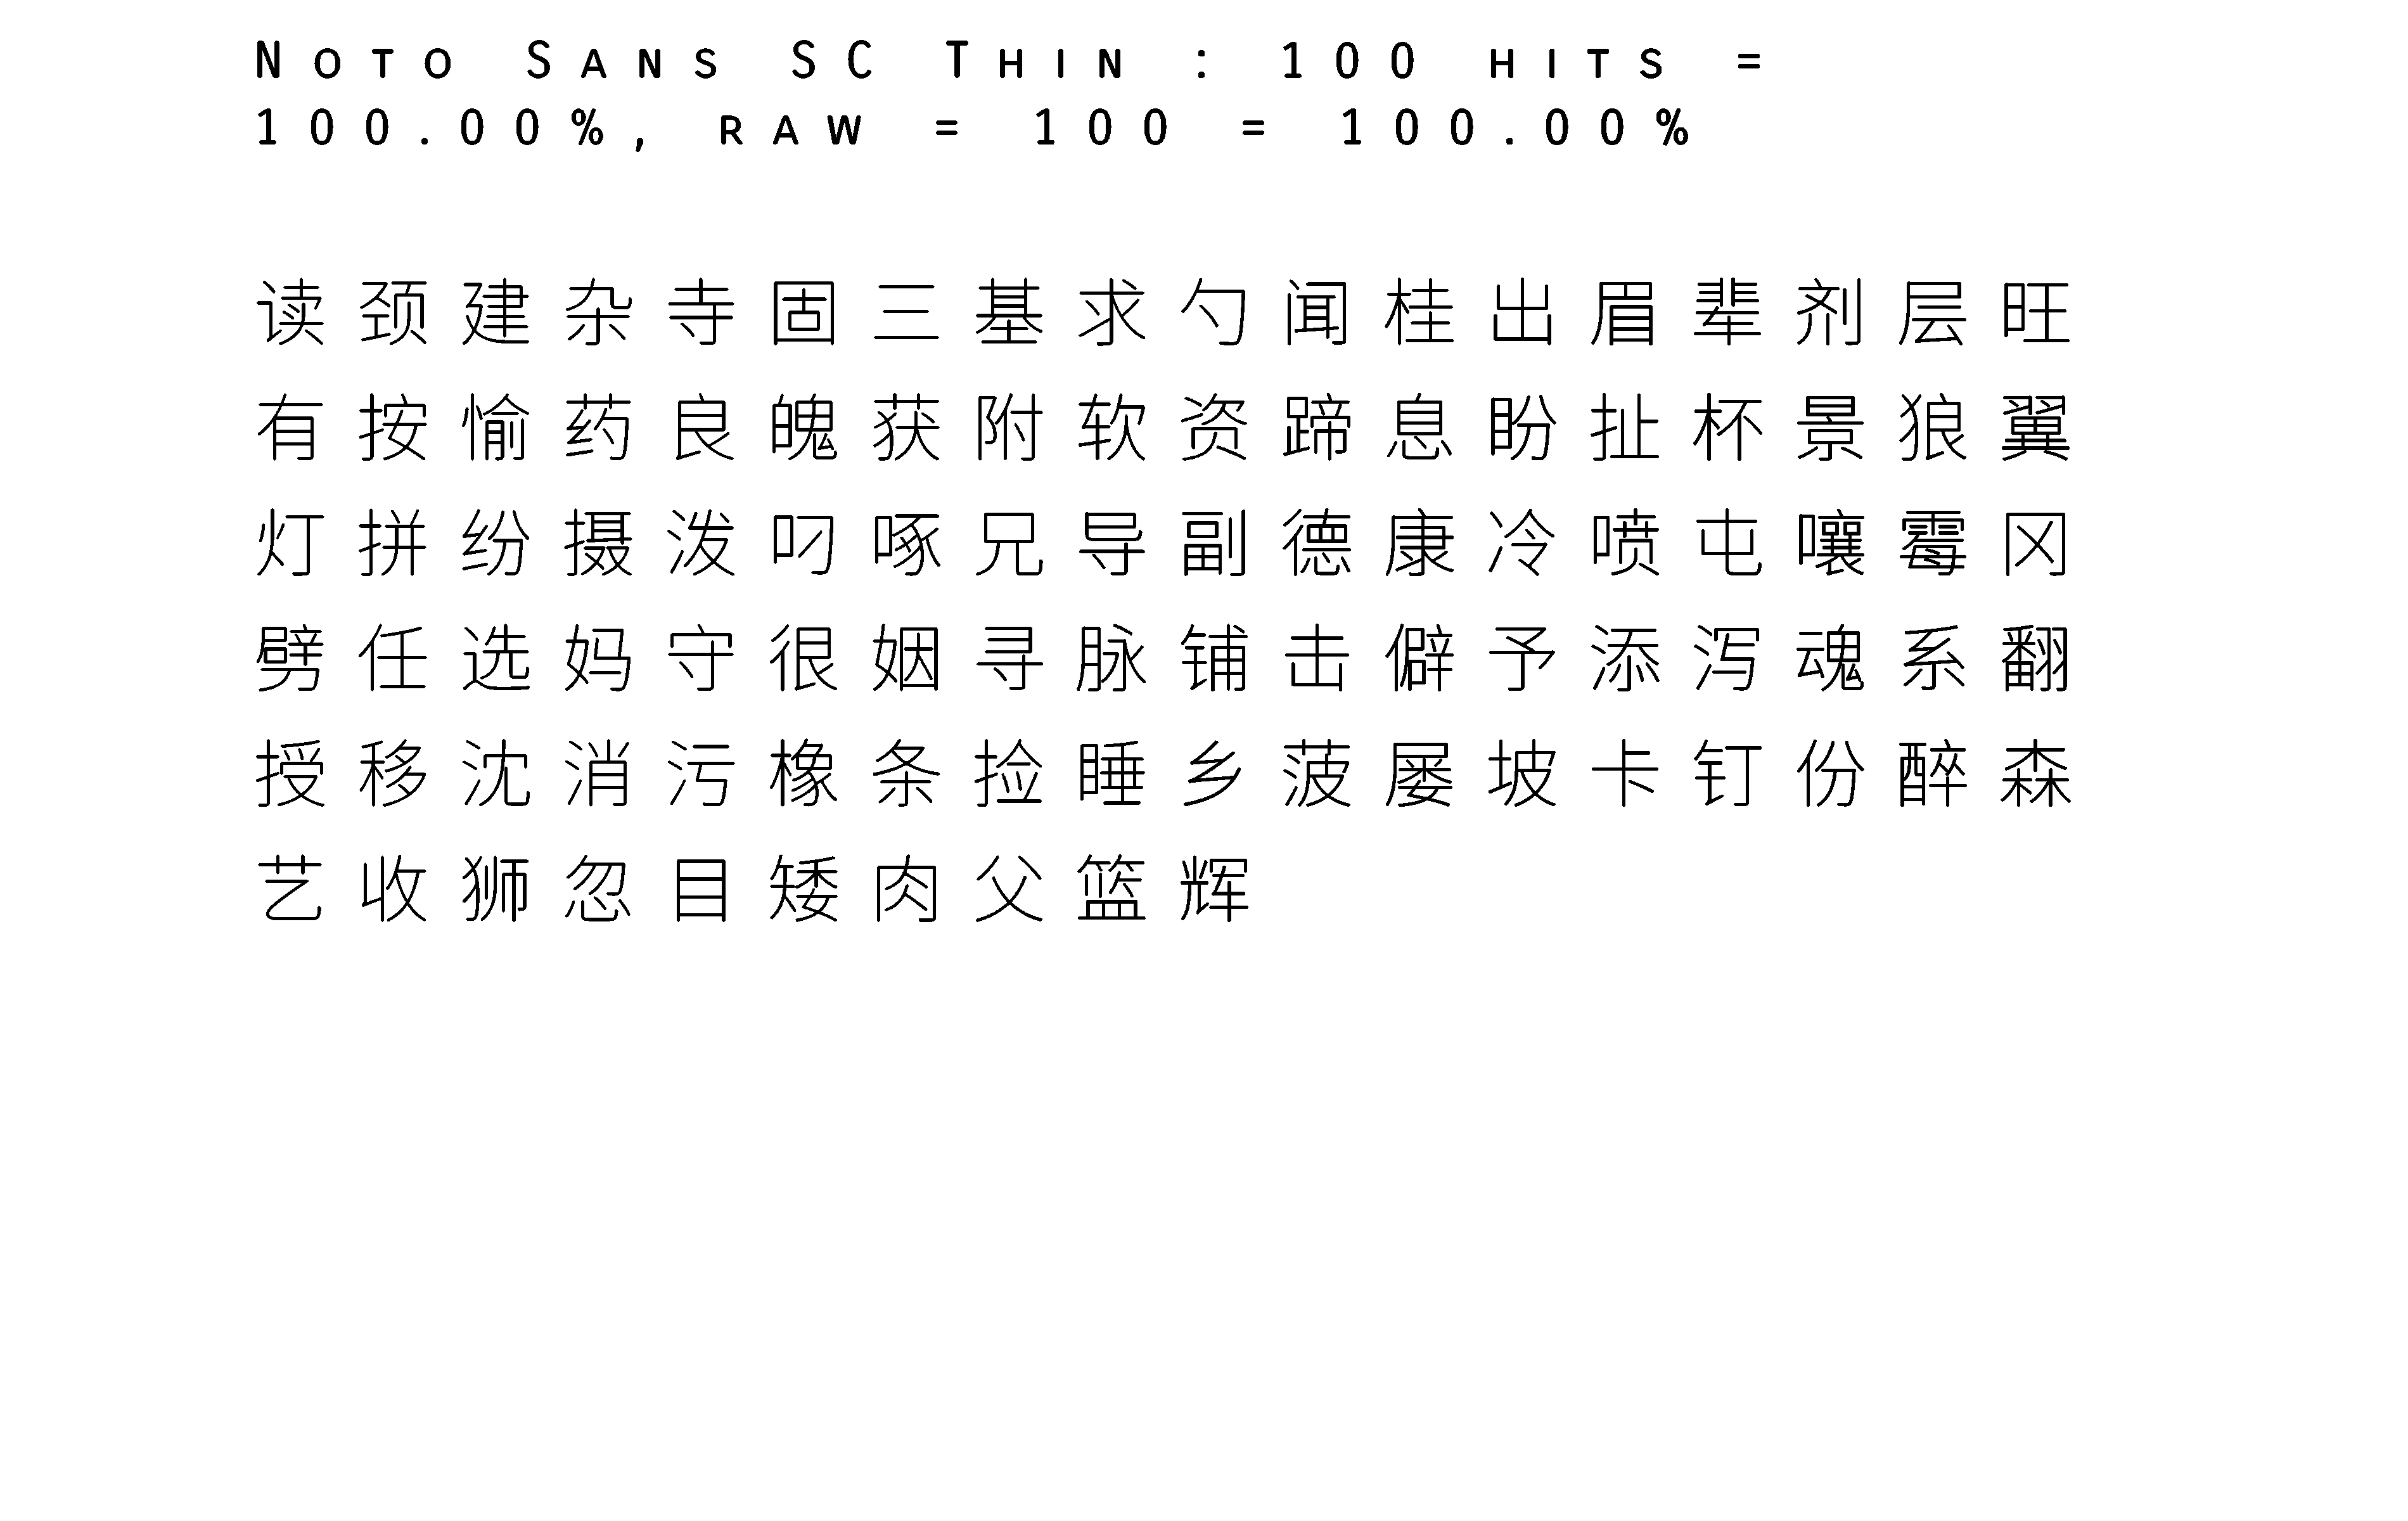 Noto Sans SC Thin : 100 hits =
100.00%, raw = 100 = 100.00%
读颈建杂寺固三基求勺闻桂出眉辈剂层旺
有按愉药良魄获附软资蹄息盼扯杯景狼翼
灯拼纷摄泼叼啄兄导副德康冷喷屯嚷霉冈
劈任选妈守很姻寻脉铺击僻予添泻魂系翻
授移沈消污橡条捡睡乡菠屡坡卡钉份醉森
艺收狮忽目矮肉父篮辉